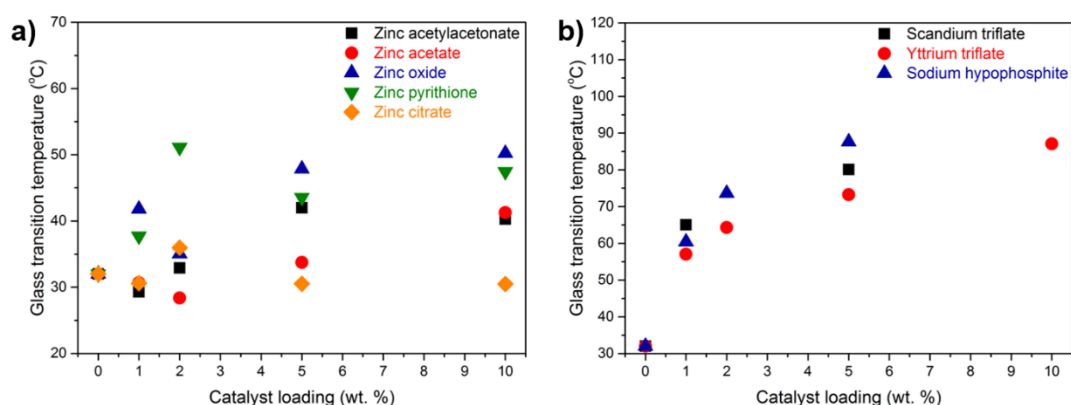 a)
70
60
50
40
30
20
Glass transition temperature (°C)
Zinc acetylacetonate
Zinc acetate
Zinc oxide
Zinc pyrithione
Zinc citrate
0 1 2 3 4 5 6 7 8 9 10
Catalyst loading (wt. %)
b)
120
110
100
90
80
70
60
50
40
30
Glass transition temperature (°C)
Scandium triflate
Yttrium triflate
Sodium hypophosphite
0 1 2 3 4 5 6 7 8 9 10
Catalyst loading (wt. %)